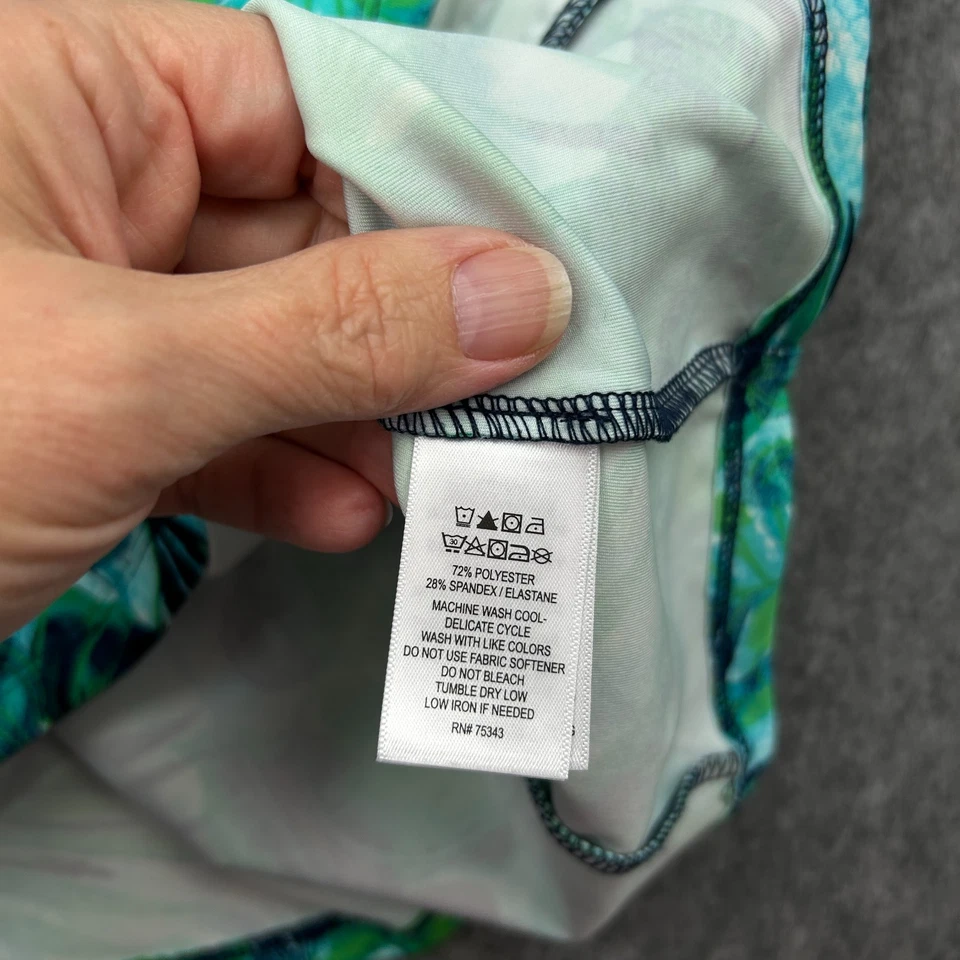 30
72% POLYESTER
28% SPANDEX / ELASTANE
MACHINE WASH COOL-
DELICATE CYCLE
WASH WITH LIKE COLORS
DO NOT USE FABRIC SOFTENER
DO NOT BLEACH
TUMBLE DRY LOW
LOW IRON IF NEEDED
RN# 75343